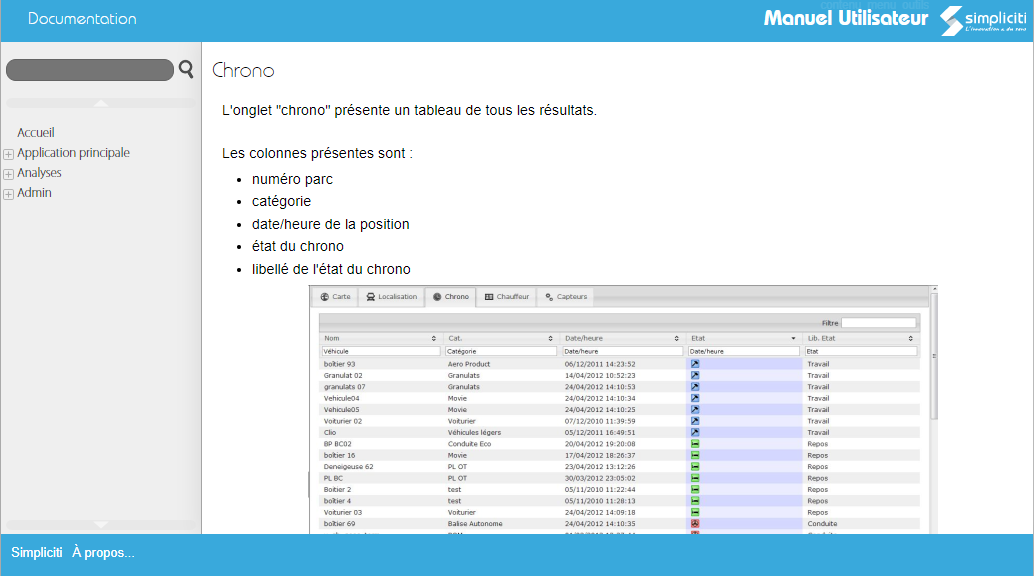 Documentation
contenu menu outils
Manuel Utilisateur
simpliciti
L'innovation a du sens
Chrono
L'onglet "chrono" présente un tableau de tous les résultats.
Accueil
Application principale
Analyses
Admin
Les colonnes présentes sont :
numéro parc
catégorie
date/heure de la position
état du chrono
libellé de l'état du chrono
Carte Localisation Chrono Chauffeur Capteurs
Filtre
Nom Cat. Date/heure Etat Lib. Etat
Véhicule Catégorie Date/heure Date/heure Etat
boîtier 93 Aero Product 06/12/2011 14:23:52 Travail
Granulat 02 Granulats 14/04/2012 10:52:23 Travail
granulats 07 Granulats 24/04/2012 14:10:53 Travail
Vehicule04 Movie 24/04/2012 14:10:34 Travail
Vehicule05 Movie 24/04/2012 14:10:25 Travail
Voiturier 02 Voiturier 07/12/2010 11:39:59 Travail
Clio Véhicules légers 05/12/2011 16:49:51 Travail
BP BC02 Conduite Eco 20/04/2012 19:20:08 Repos
boîtier 16 Movie 17/04/2012 18:26:37 Repos
Deneigeuse 62 PL OT 23/04/2012 13:12:26 Repos
PL BC PL OT 30/03/2012 23:05:02 Repos
Boîtier 2 test 05/11/2010 11:22:44 Repos
boîtier 4 test 05/11/2010 11:28:13 Repos
Voiturier 03 Voiturier 24/04/2012 14:09:18 Repos
boîtier 69 Balise Autonome 24/04/2012 14:10:35 Conduite
Simpliciti À propos...